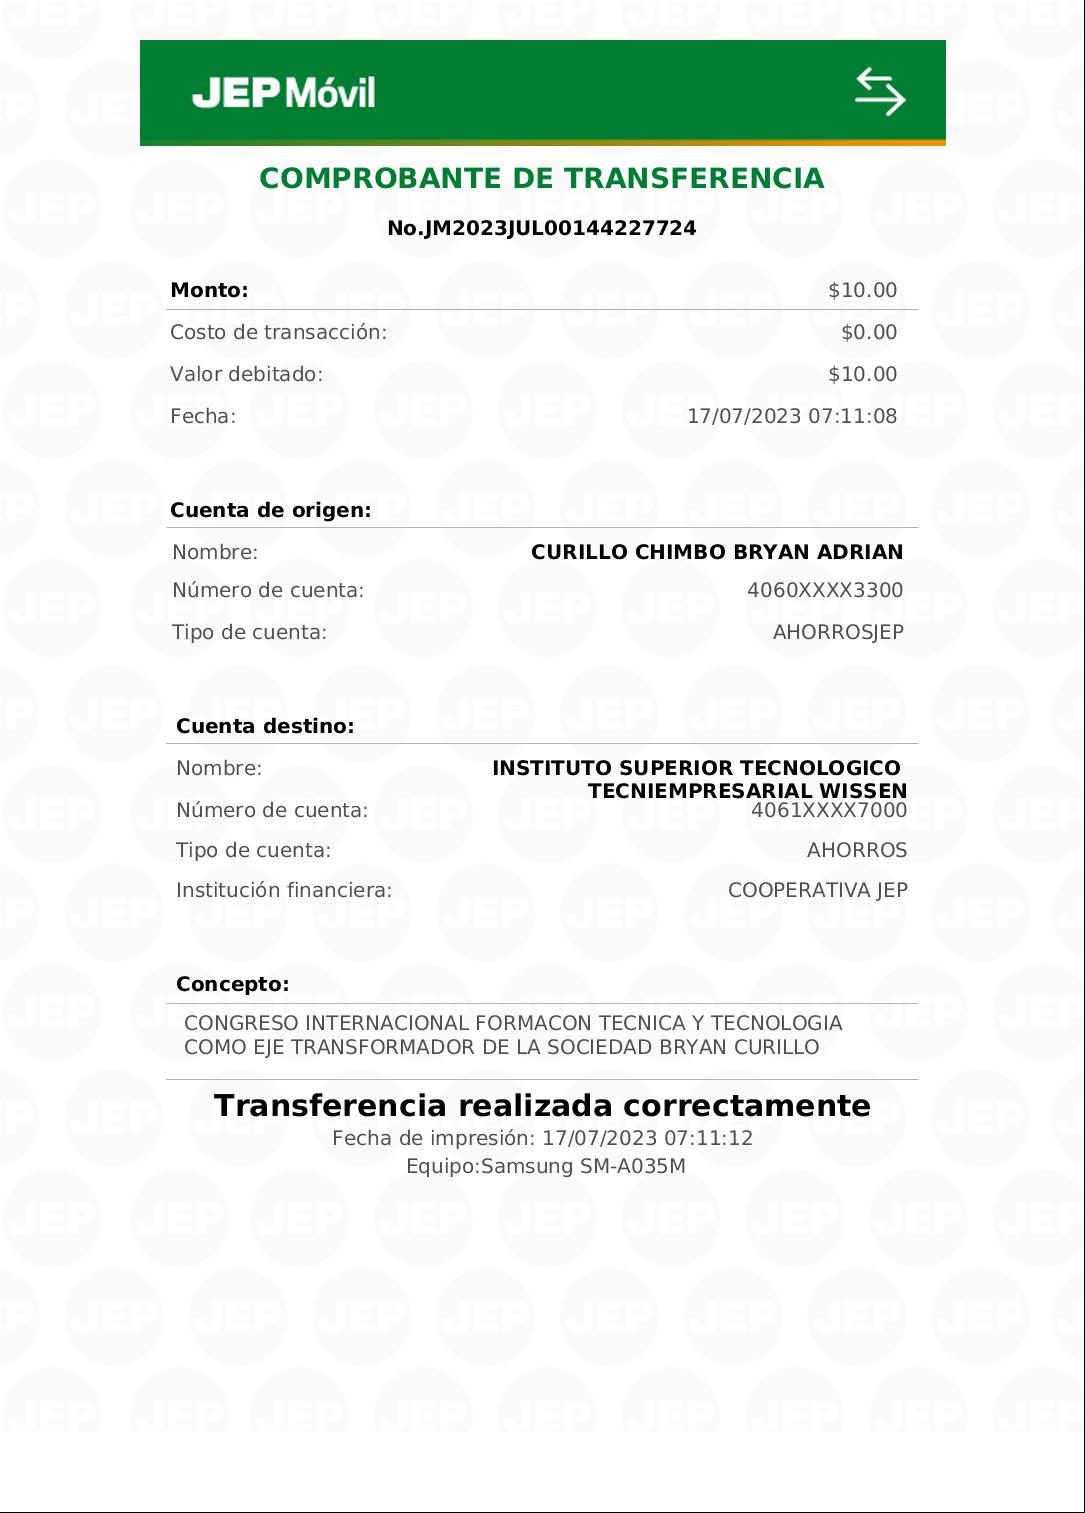 JEP Móvil
COMPROBANTE DE TRANSFERENCIA
No.JM2023JUL00144227724
Monto: $10.00
Costo de transacción: $0.00
Valor debitado: $10.00
Fecha: 17/07/2023 07:11:08
Cuenta de origen:
Nombre: CURILLO CHIMBO BRYAN ADRIAN
Número de cuenta: 4060XXXX3300
Tipo de cuenta: AHORROSJEP
Cuenta destino:
Nombre: INSTITUTO SUPERIOR TECNOLOGICO
TECNIEMPRESARIAL WISSEN
Número de cuenta: 4061XXXX7000
Tipo de cuenta: AHORROS
Institución financiera: COOPERATIVA JEP
Concepto:
CONGRESO INTERNACIONAL FORMACON TECNICA Y TECNOLOGIA
COMO EJE TRANSFORMADOR DE LA SOCIEDAD BRYAN CURILLO
Transferencia realizada correctamente
Fecha de impresión: 17/07/2023 07:11:12
Equipo:Samsung SM-A035M